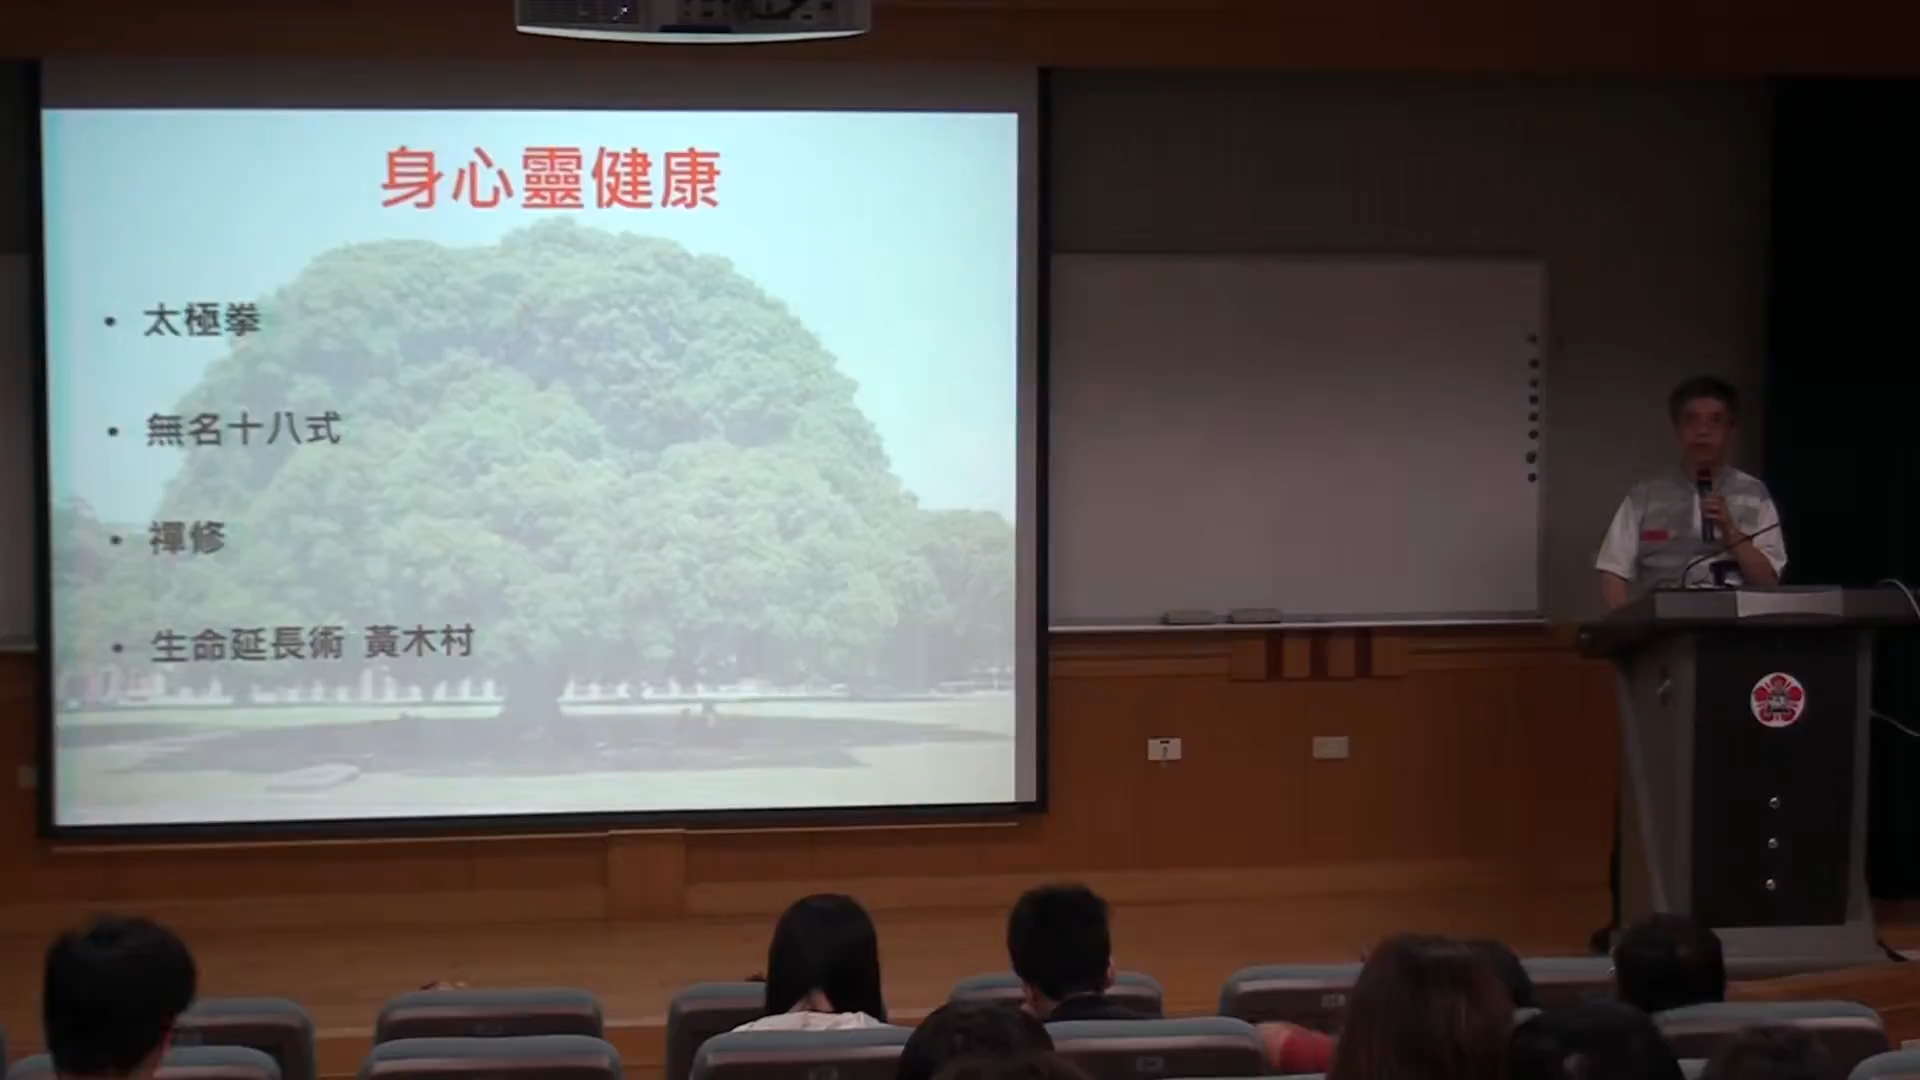 身心靈健康
• 太極拳
• 無名十八式
• 禪修
• 生命延長術 黃木村